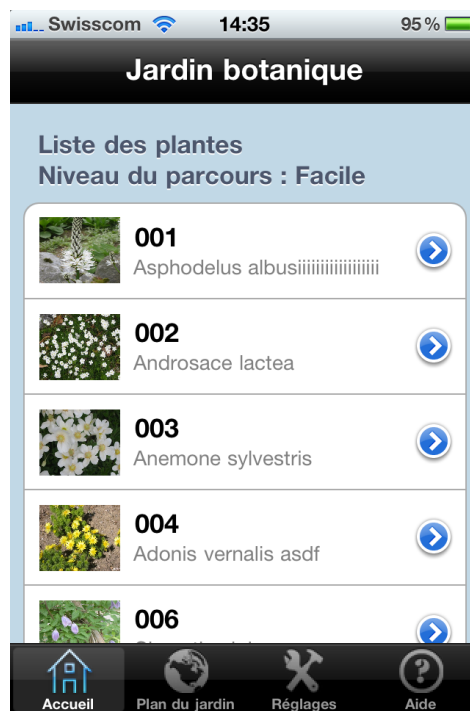 Swisscom 14:35 95 %
Jardin botanique
Liste des plantes
Niveau du parcours : Facile
001
Asphodelus albusiiiiiiiiiiiiiiiiii
002
Androsace lactea
003
Anemone sylvestris
004
Adonis vernalis asdf
006
Accueil Plan du jardin Réglages Aide